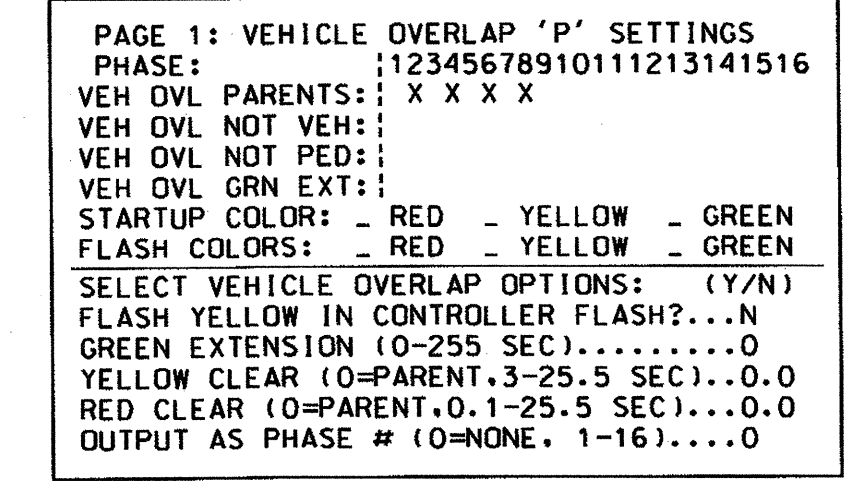 PAGE 1: VEHICLE OVERLAP 'P' SETTINGS
PHASE: ¦12345678910111213141516
VEH OVL PARENTS:¦ X X X X
VEH OVL NOT VEH:¦
VEH OVL NOT PED:¦
VEH OVL GRN EXT:¦
STARTUP COLOR: _ RED _ YELLOW _ GREEN
FLASH COLORS: _ RED _ YELLOW _ GREEN
SELECT VEHICLE OVERLAP OPTIONS: (Y/N)
FLASH YELLOW IN CONTROLLER FLASH?...N
GREEN EXTENSION (0-255 SEC).........0
YELLOW CLEAR (0=PARENT,3-25.5 SEC)..0.0
RED CLEAR (0=PARENT,0.1-25.5 SEC)...0.0
OUTPUT AS PHASE # (0=NONE, 1-16)....0